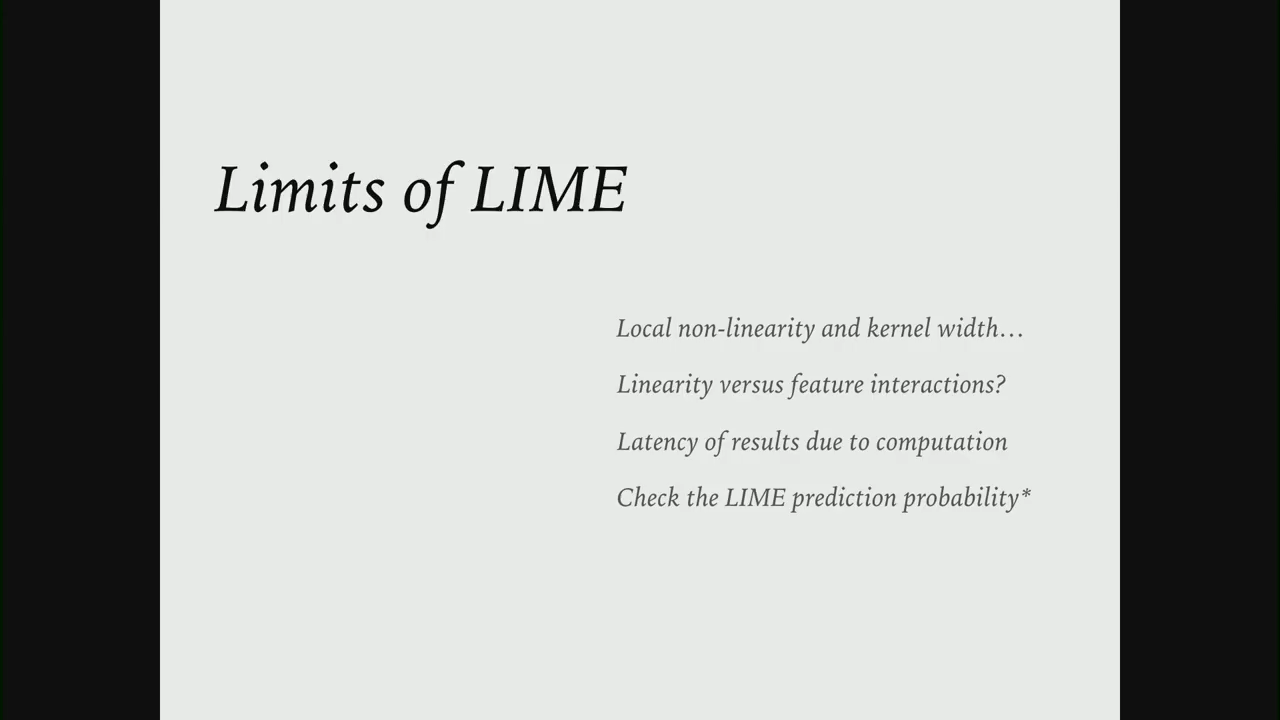 Limits of LIME
Local non-linearity and kernel width…
Linearity versus feature interactions?
Latency of results due to computation
Check the LIME prediction probability*